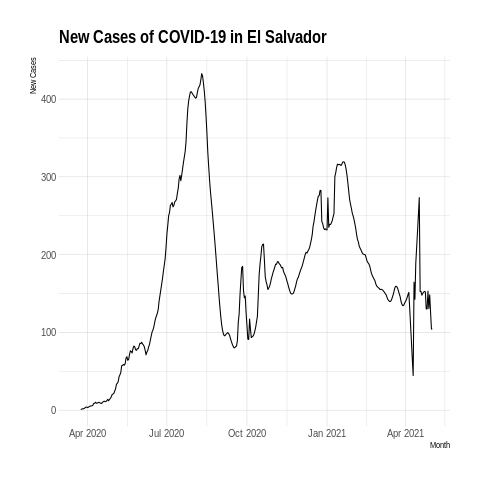 New Cases of COVID-19 in El Salvador
New Cases
400
300
200
100
0
Apr 2020 Jul 2020 Oct 2020 Jan 2021 Apr 2021
Month